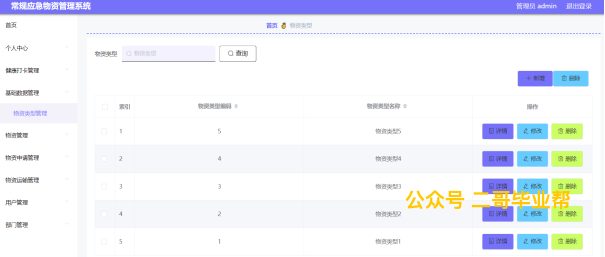 常规应急物资管理系统
管理员 admin 退出登录
首页 物资类型
首页
个人中心
健康打卡管理
基础数据管理
物资类型管理
物资管理
物资申请管理
物资运输管理
用户管理
部门管理
物资类型 物资类型 查询
+ 新增 删除
索引 物资类型编码 物资类型名称 操作
1 5 物资类型5 详情 修改 删除
2 4 物资类型4 详情 修改 删除
3 3 物资类型3 详情 修改 删除
4 2 物资类型2 详情 修改 删除
5 1 物资类型1 详情 修改 删除
公众号 二哥毕业帮